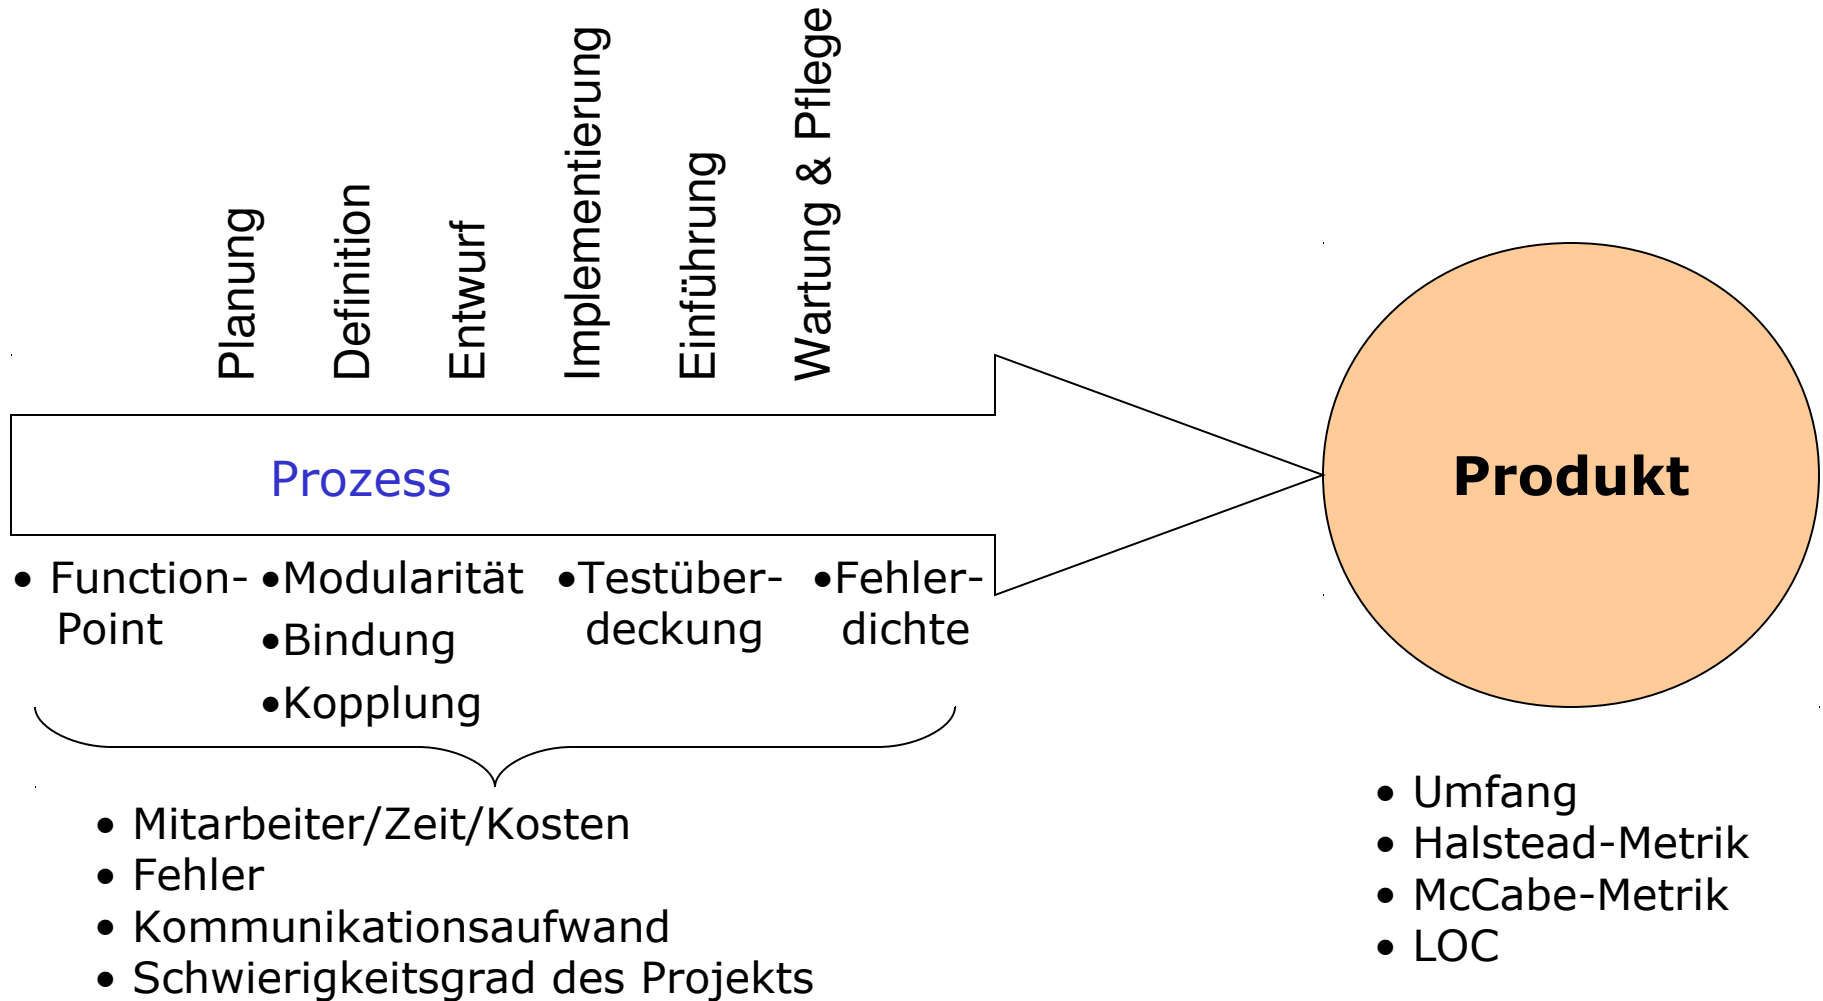 Planung
Definition
Entwurf
Implementierung
Einführung
Wartung & Pflege
Prozess
Produkt
• Function-
Point
•Modularität
•Bindung
•Kopplung
•Testüber-
deckung
•Fehler-
dichte
• Mitarbeiter/Zeit/Kosten
• Fehler
• Kommunikationsaufwand
• Schwierigkeitsgrad des Projekts
• Umfang
• Halstead-Metrik
• McCabe-Metrik
• LOC